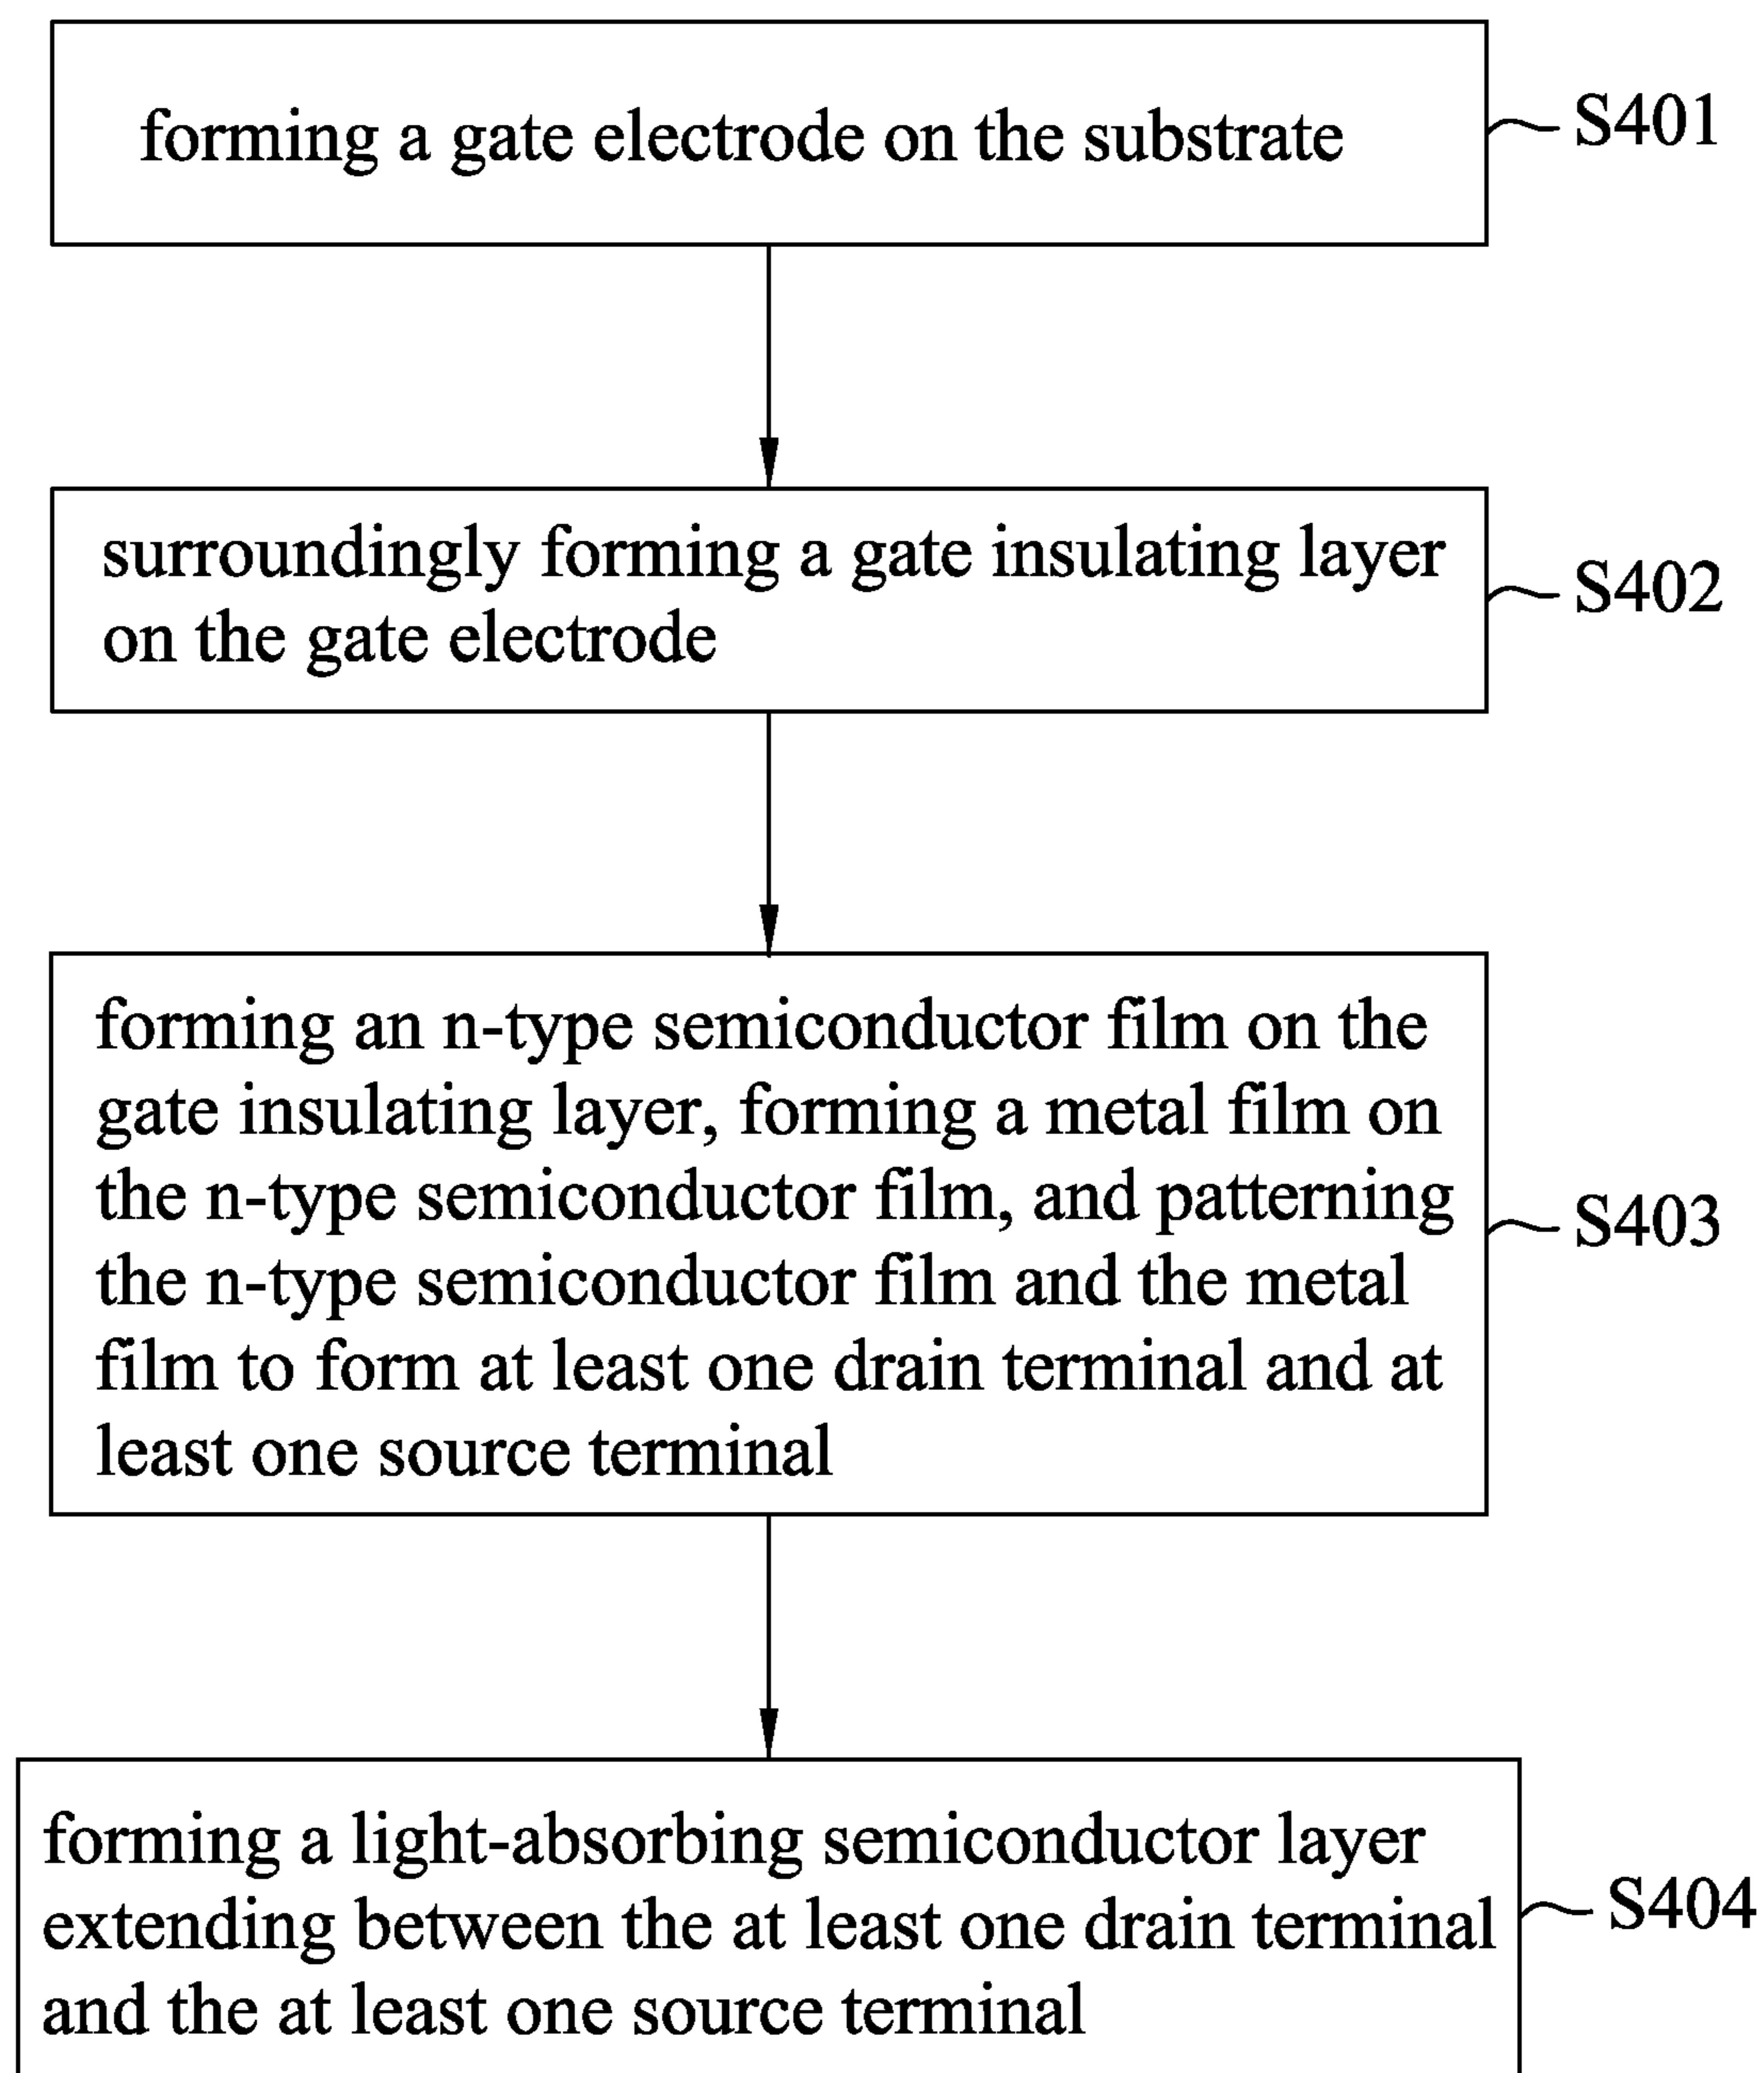 forming a gate electrode on the substrate
S401
surroundingly forming a gate insulating layer
on the gate electrode
S402
forming an n-type semiconductor film on the
gate insulating layer, forming a metal film on
the n-type semiconductor film, and patterning
the n-type semiconductor film and the metal
film to form at least one drain terminal and at
least one source terminal
S403
forming a light-absorbing semiconductor layer
extending between the at least one drain terminal
and the at least one source terminal
S404